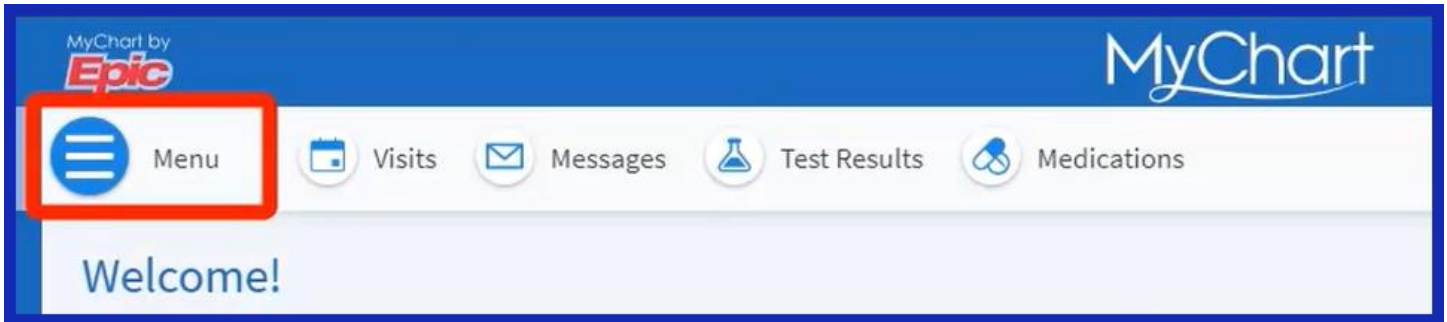 MyChart by
Epic
MyChart
Menu Visits Messages Test Results Medications
Welcome!